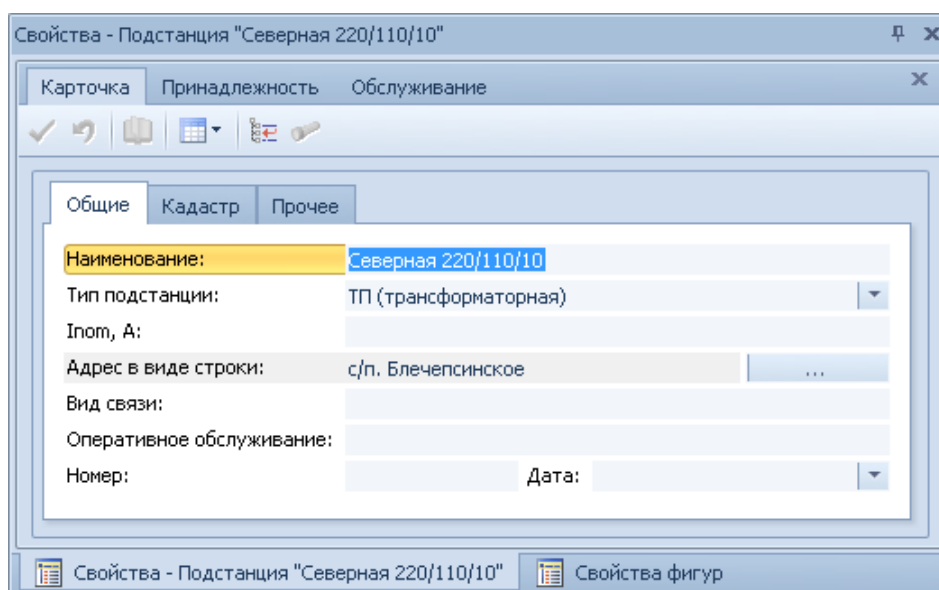 Свойства - Подстанция "Северная 220/110/10"
Карточка Принадлежность Обслуживание
Общие Кадастр Прочее
Наименование: Северная 220/110/10
Тип подстанции: ТП (трансформаторная)
Inom, А:
Адрес в виде строки: с/п. Блечепсинское ...
Вид связи:
Оперативное обслуживание:
Номер: Дата:
Свойства - Подстанция "Северная 220/110/10" Свойства фигур